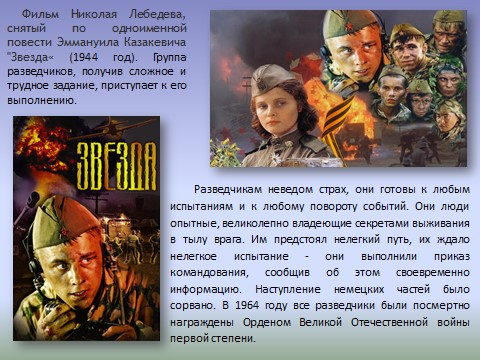 Фильм Николая Лебедева,
снятый по одноименной
повести Эммануила Казакевича
"Звезда« (1944 год). Группа
разведчиков, получив сложное и
трудное задание, приступает к его
выполнению.
ЗВЕЗДА
Разведчикам неведом страх, они готовы к любым
испытаниям и к любому повороту событий. Они люди
опытные, великолепно владеющие секретами выживания
в тылу врага. Им предстоял нелегкий путь, их ждало
нелегкое испытание - они выполнили приказ
командования, сообщив об этом своевременно
информацию. Наступление немецких частей было
сорвано. В 1964 году все разведчики были посмертно
награждены Орденом Великой Отечественной войны
первой степени.